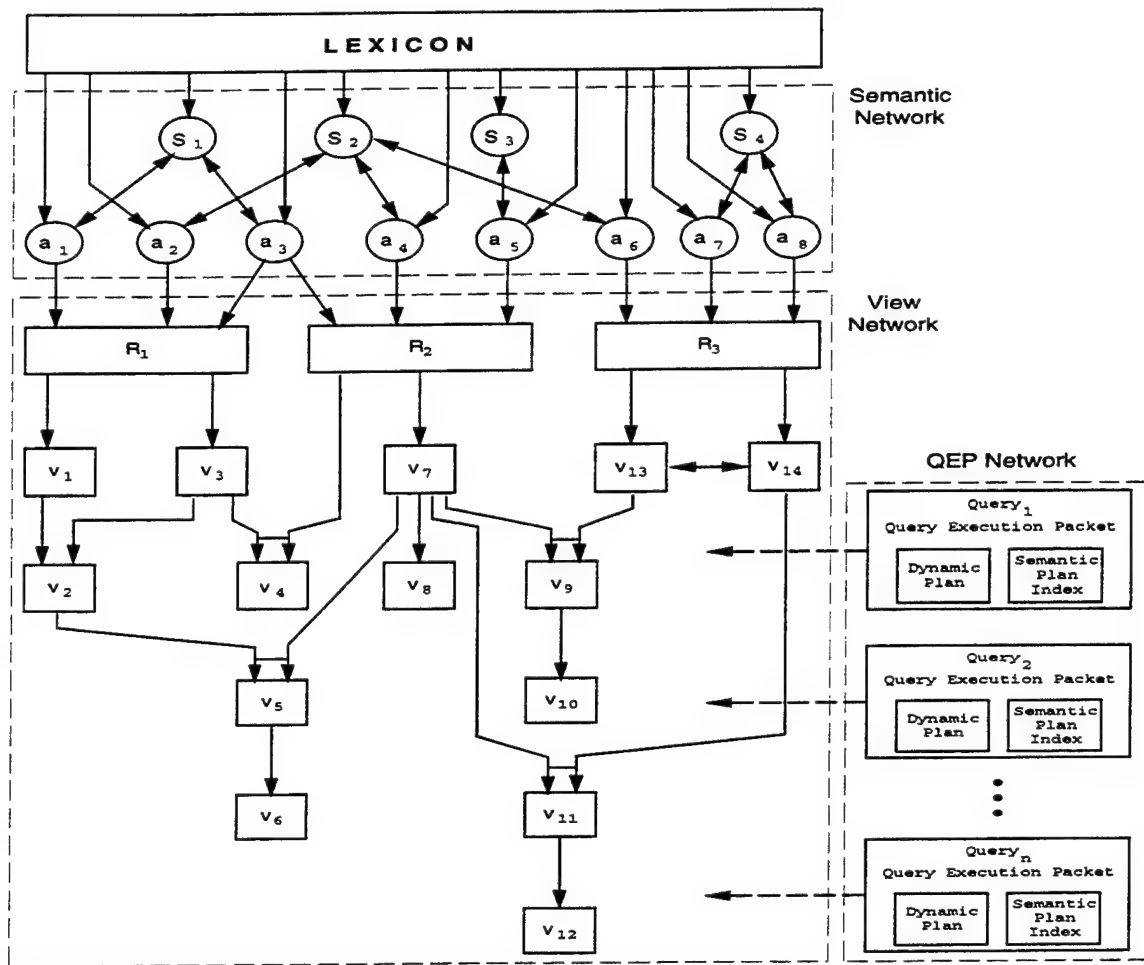 LEXICON
Semantic
Network
S₁ S₂ S₃ S₄
a₁ a₂ a₃ a₄ a₅ a₆ a₇ a₈
View
Network
R₁ R₂ R₃
V₁ V₃ V₇ V₁₃ V₁₄
QEP Network
Query₁
Query Execution Packet
Dynamic
Plan
Semantic
Plan
Index
V₂ V₄ V₈ V₉
Query₂
Query Execution Packet
Dynamic
Plan
Semantic
Plan
Index
V₅ V₁₀
V₆ V₁₁
Queryₙ
Query Execution Packet
Dynamic
Plan
Semantic
Plan
Index
V₁₂